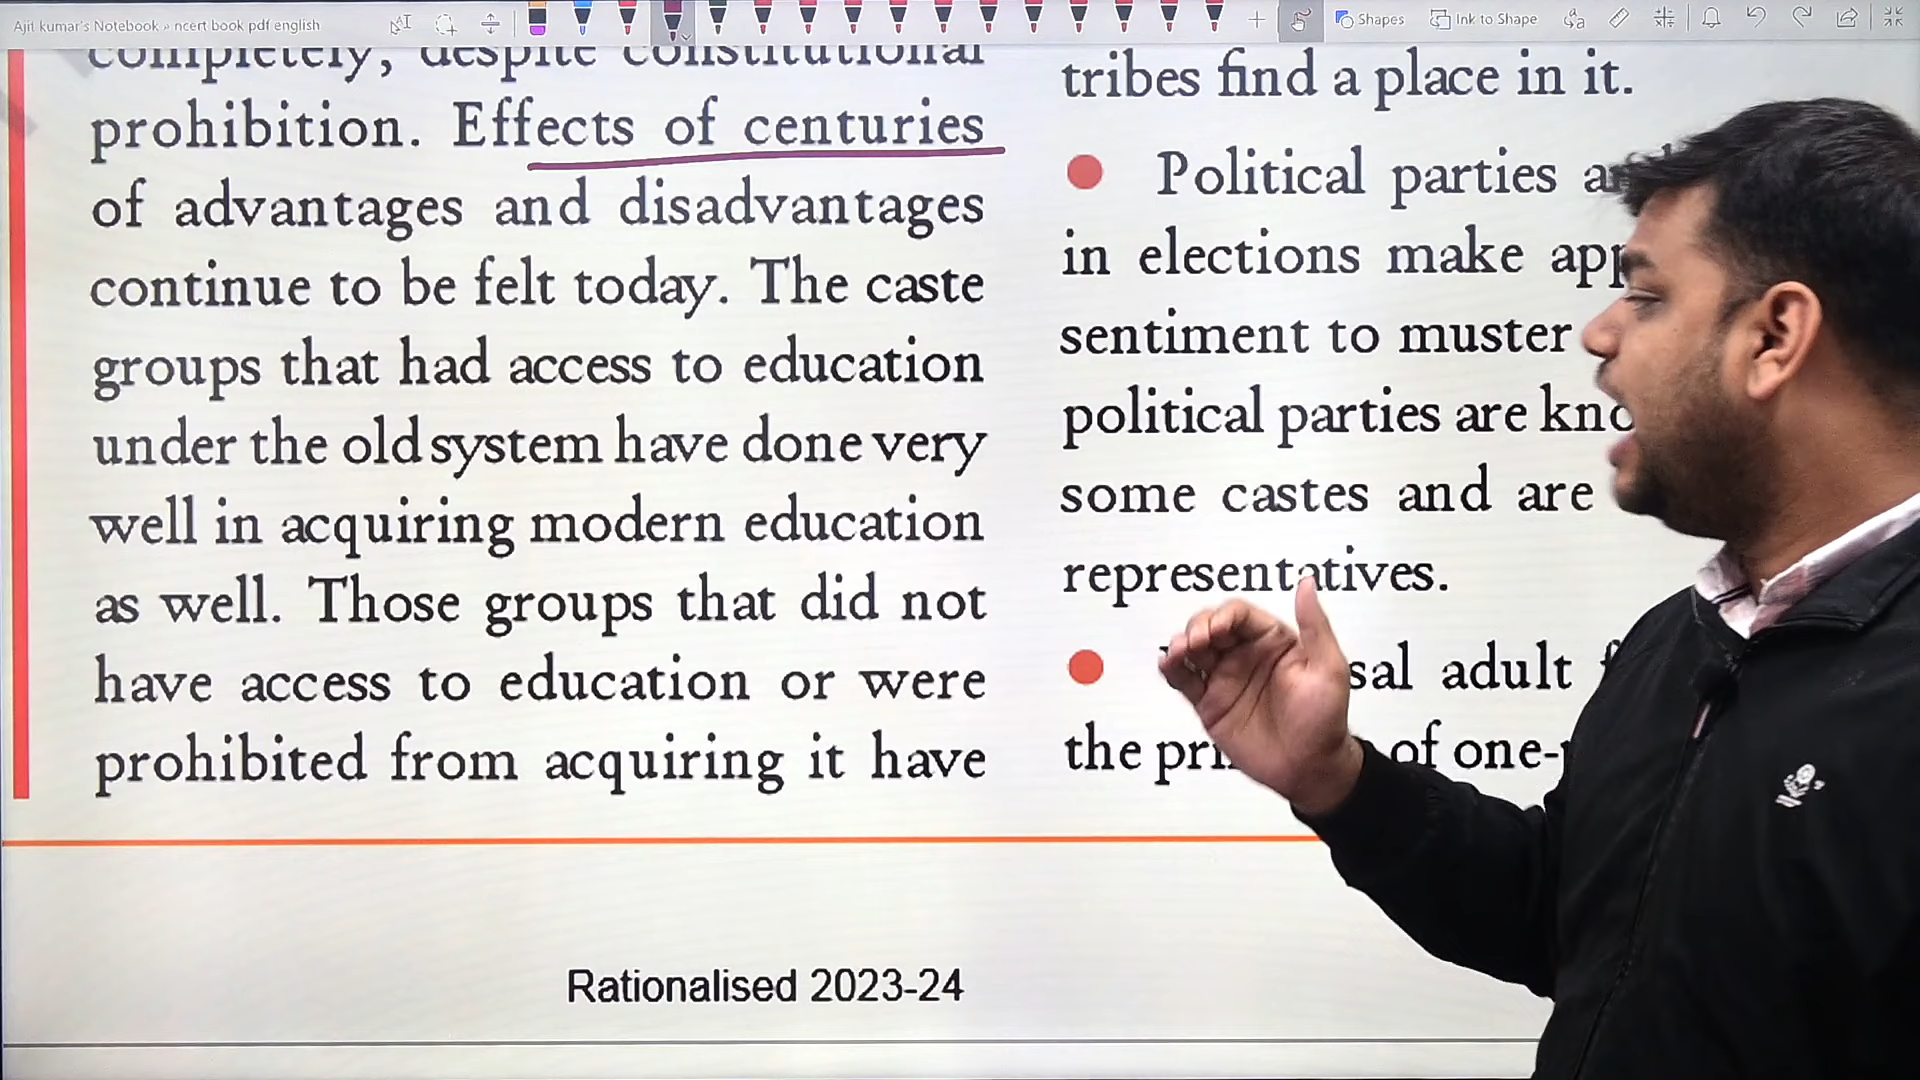 Ajit kumar's Notebook » ncert book pdf english
Shapes
Ink to Shape
completely, despite constitutional
prohibition. Effects of centuries
of advantages and disadvantages
continue to be felt today. The caste
groups that had access to education
under the old system have done very
well in acquiring modern education
as well. Those groups that did not
have access to education or were
prohibited from acquiring it have
tribes find a place in it.
Political parties
in elections make
sentiment to muster
political parties are
some castes and are
representatives.
adult
the of
Rationalised 2023-24